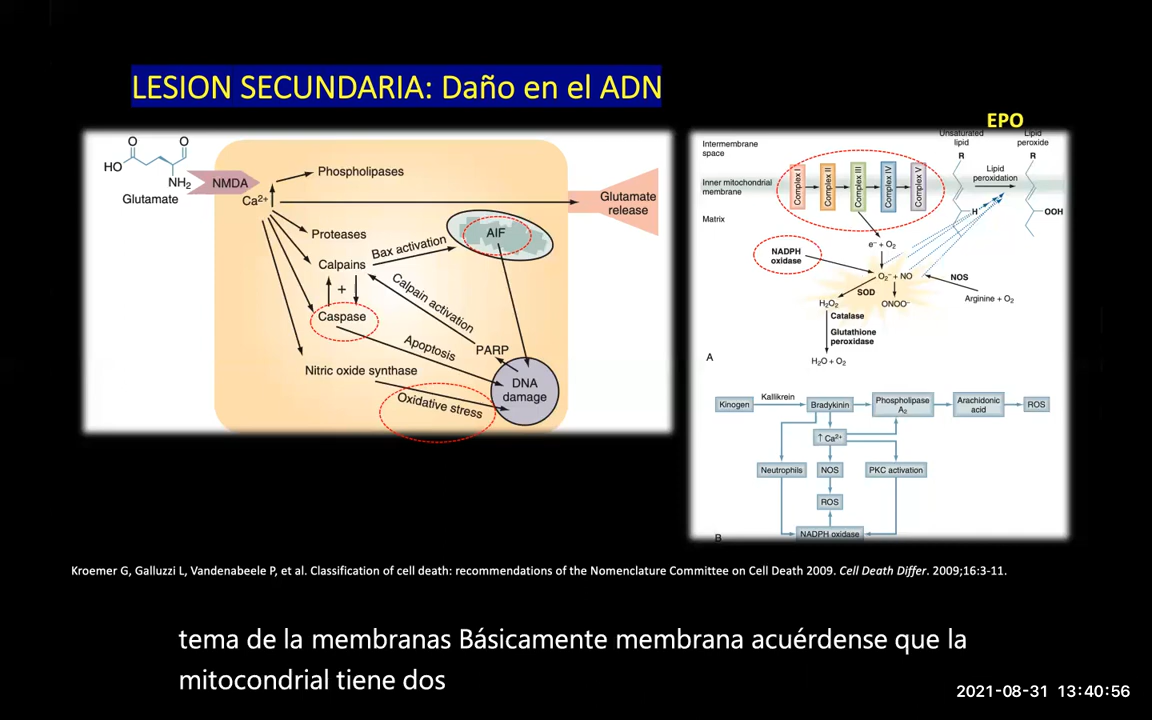 LESION SECUNDARIA: Daño en el ADN
O
O
HO
NH2
Glutamate
NMDA
Ca2+
Phospholipases
Glutamate
release
Proteases
Bax activation
AIF
Calpains
+
Calpain activation
Caspase
Apoptosis
PARP
Nitric oxide synthase
Oxidative stress
DNA
damage
EPO
Intermembrane
space
Inner mitochondrial
membrane
Matrix
Complex I
Complex II
Complex III
Complex IV
Complex V
Unsaturated
lipid
Lipid
peroxide
R
R
Lipid
peroxidation
H
OOH
NADPH
oxidase
e− + O2
O2− + NO
NOS
Arginine + O2
SOD
H2O2
ONOO−
Catalase
Glutathione
peroxidase
H2O + O2
A
Kinogen
Kallikrein
Bradykinin
Phospholipase
A2
Arachidonic
acid
ROS
↑ Ca2+
Neutrophils
NOS
PKC activation
ROS
NADPH oxidase
B
Kroemer G, Galluzzi L, Vandenabeele P, et al. Classification of cell death: recommendations of the Nomenclature Committee on Cell Death 2009. Cell Death Differ. 2009;16:3-11.
tema de la membranas Básicamente membrana acuérdense que la
mitocondrial tiene dos
2021-08-31 13:40:56